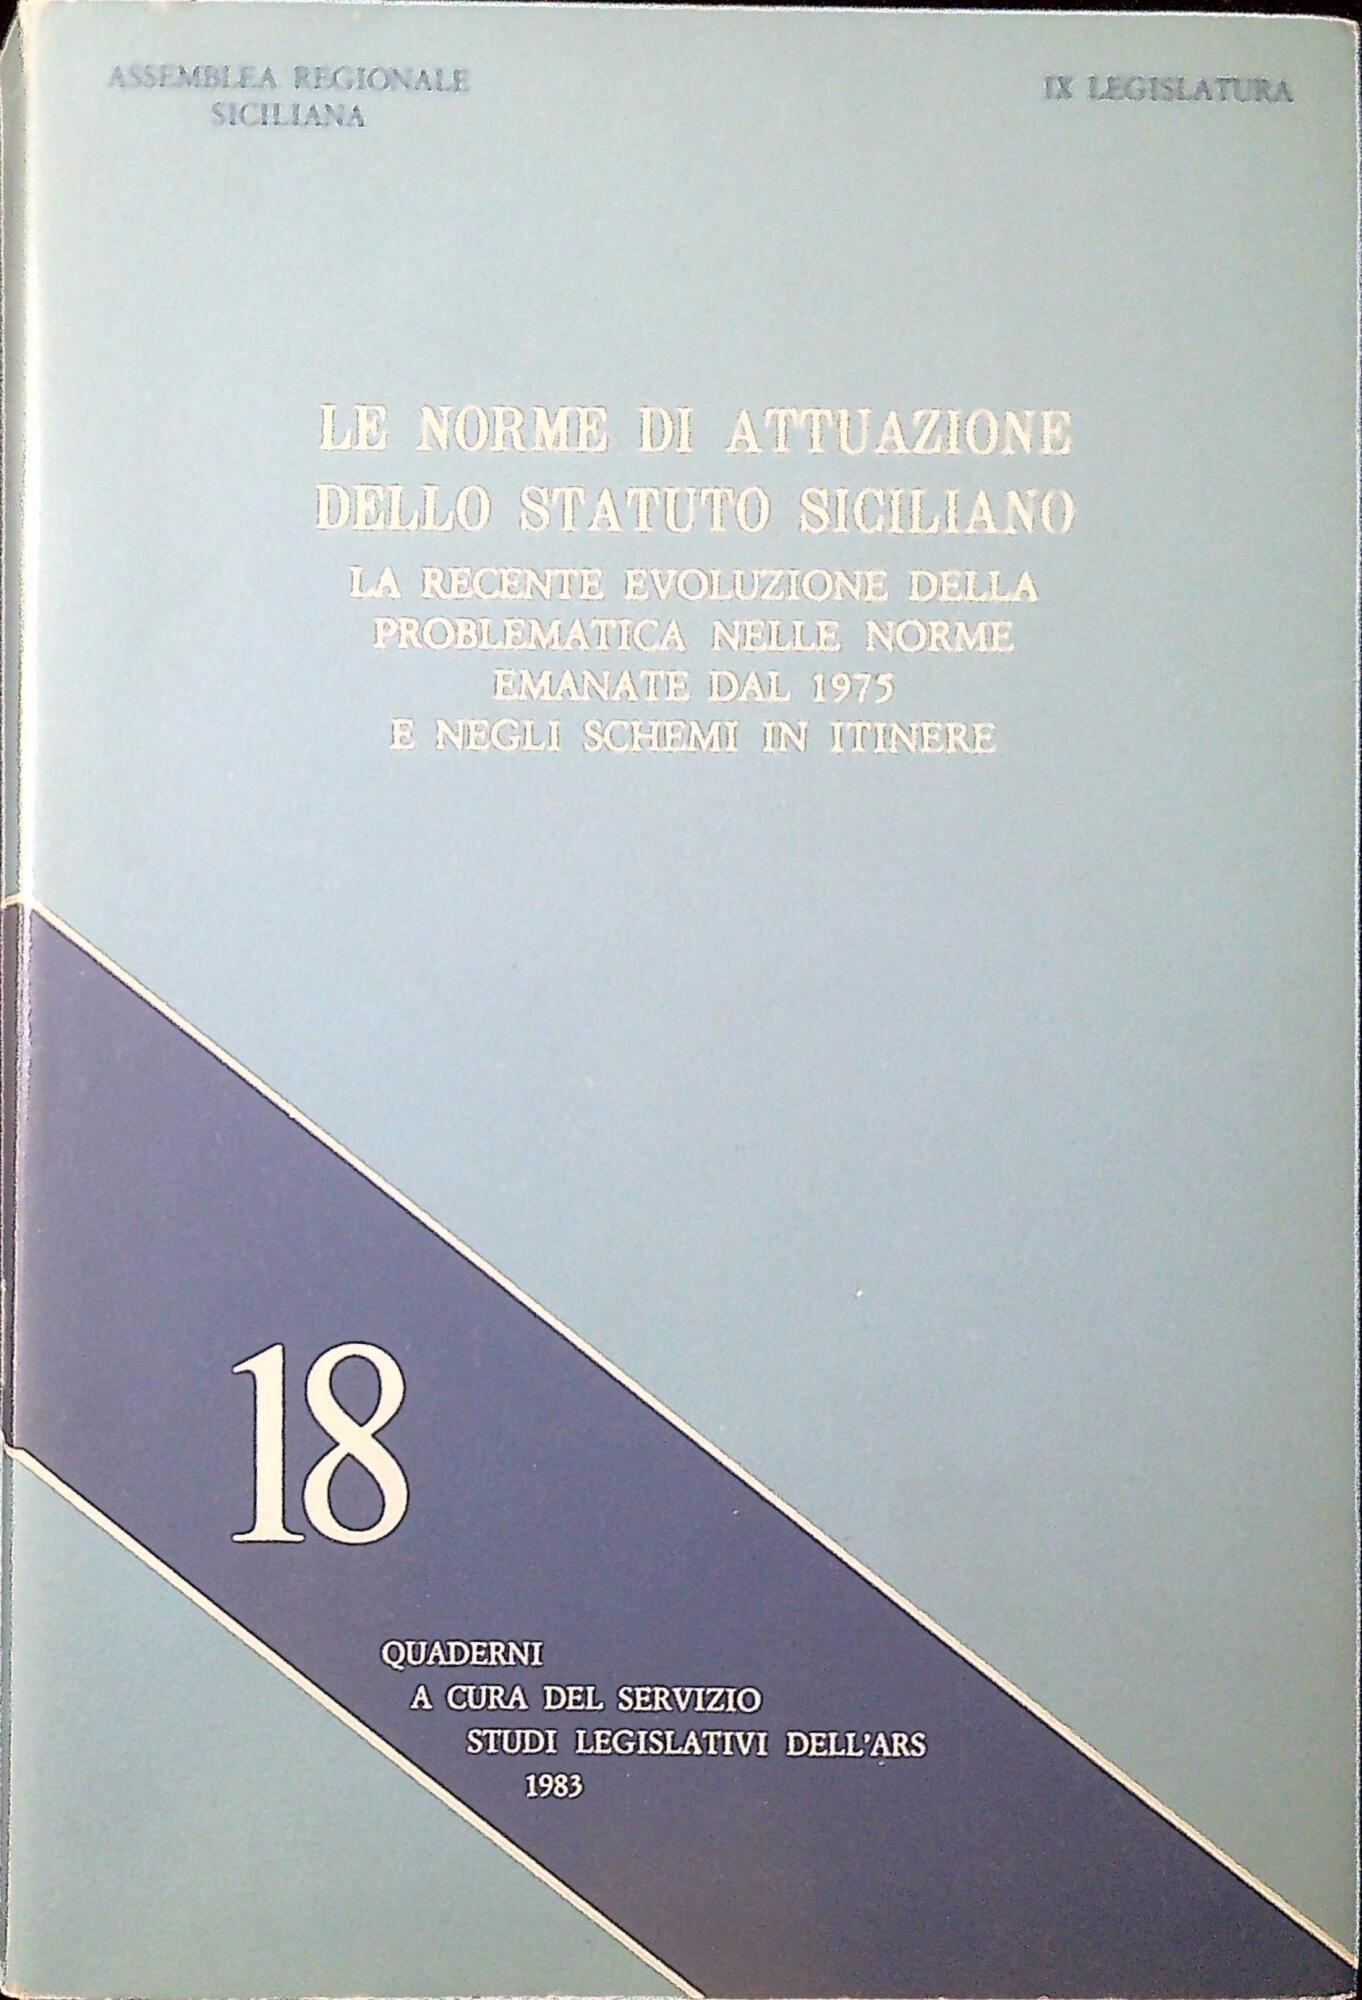 ASSEMBLEA REGIONALE
SICILIANA
IX LEGISLATURA
LE NORME DI ATTUAZIONE
DELLO STATUTO SICILIANO
LA RECENTE EVOLUZIONE DELLA
PROBLEMATICA NELLE NORME
EMANATE DAL 1975
E NEGLI SCHEMI IN ITINERE
18
QUADERNI
A CURA DEL SERVIZIO
STUDI LEGISLATIVI DELL'ARS
1983